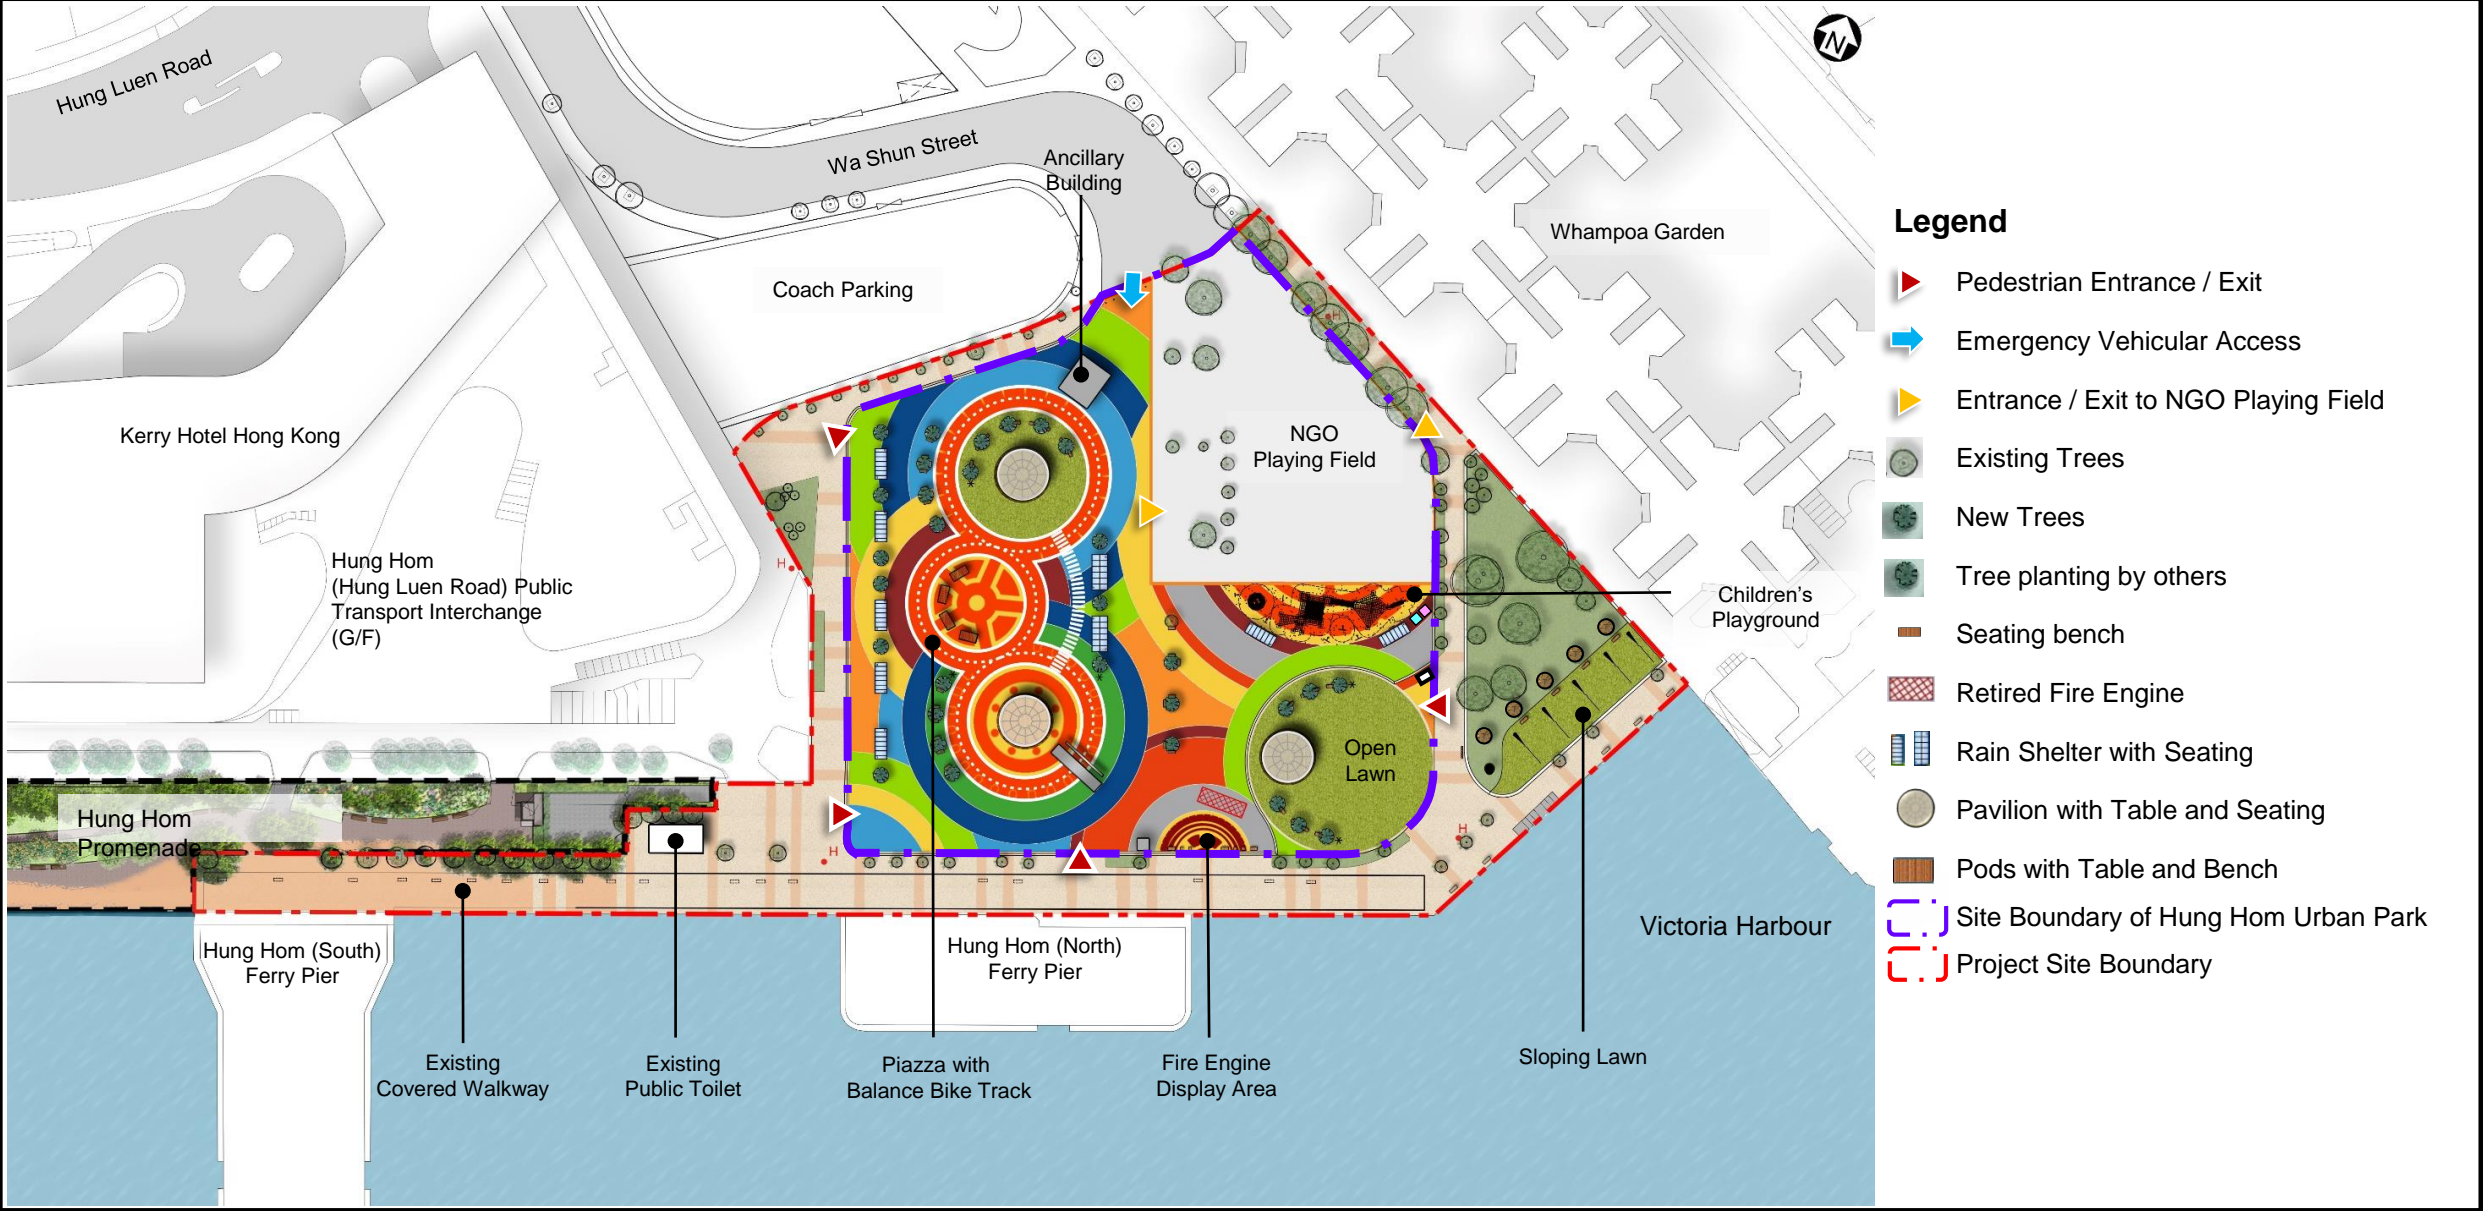 Hung Luen Road
Wa Shun Street
Ancillary
Building
N
Whampoa Garden
Coach Parking
Kerry Hotel Hong Kong
NGO
Playing Field
Hung Hom
(Hung Luen Road) Public
Transport Interchange
(G/F)
H
H
Children's
Playground
Open
Lawn
Hung Hom
Promenade
H
H
Victoria Harbour
Hung Hom (South)
Ferry Pier
Hung Hom (North)
Ferry Pier
Existing
Covered Walkway
Existing
Public Toilet
Piazza with
Balance Bike Track
Fire Engine
Display Area
Sloping Lawn
Legend
Pedestrian Entrance / Exit
Emergency Vehicular Access
Entrance / Exit to NGO Playing Field
Existing Trees
New Trees
Tree planting by others
Seating bench
Retired Fire Engine
Rain Shelter with Seating
Pavilion with Table and Seating
Pods with Table and Bench
Site Boundary of Hung Hom Urban Park
Project Site Boundary